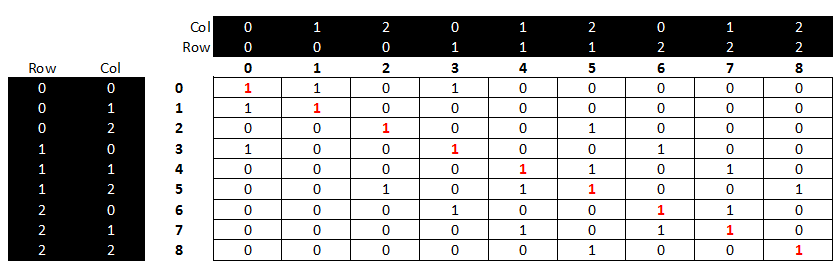 Col 0 1 2 0 1 2 0 1 2
Row 0 0 0 1 1 1 2 2 2
Row Col 0 1 2 3 4 5 6 7 8
0 0 0 1 1 0 1 0 0 0 0 0
0 1 1 1 1 0 0 0 0 0 0 0
0 2 2 0 0 1 0 0 1 0 0 0
1 0 3 1 0 0 1 0 0 1 0 0
1 1 4 0 0 0 0 1 1 0 1 0
1 2 5 0 0 1 0 1 1 0 0 1
2 0 6 0 0 0 1 0 0 1 1 0
2 1 7 0 0 0 0 1 0 1 1 0
2 2 8 0 0 0 0 0 1 0 0 1